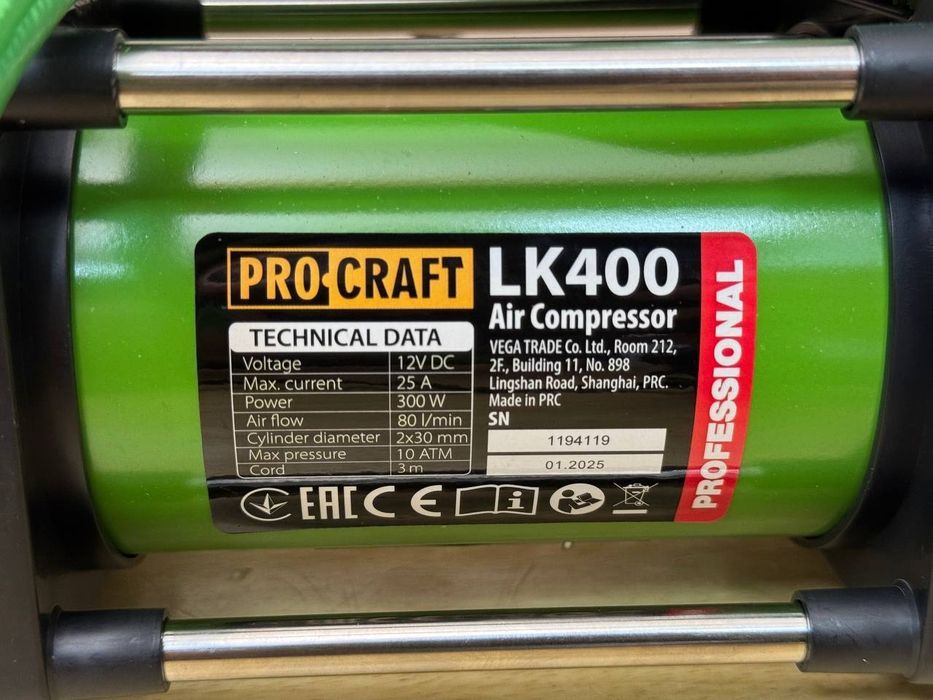 PRO CRAFT
TECHNICAL DATA
Voltage 12V DC
Max. current 25 A
Power 300 W
Air flow 80 l/min
Cylinder diameter 2x30 mm
Max pressure 10 ATM
Cord 3 m
LK400
Air Compressor
VEGA TRADE Co. Ltd., Room 212,
2F., Building 11, No. 898
Lingshan Road, Shanghai, PRC.
Made in PRC
SN
1194119
01.2025
EAC CE
PROFESSIONAL